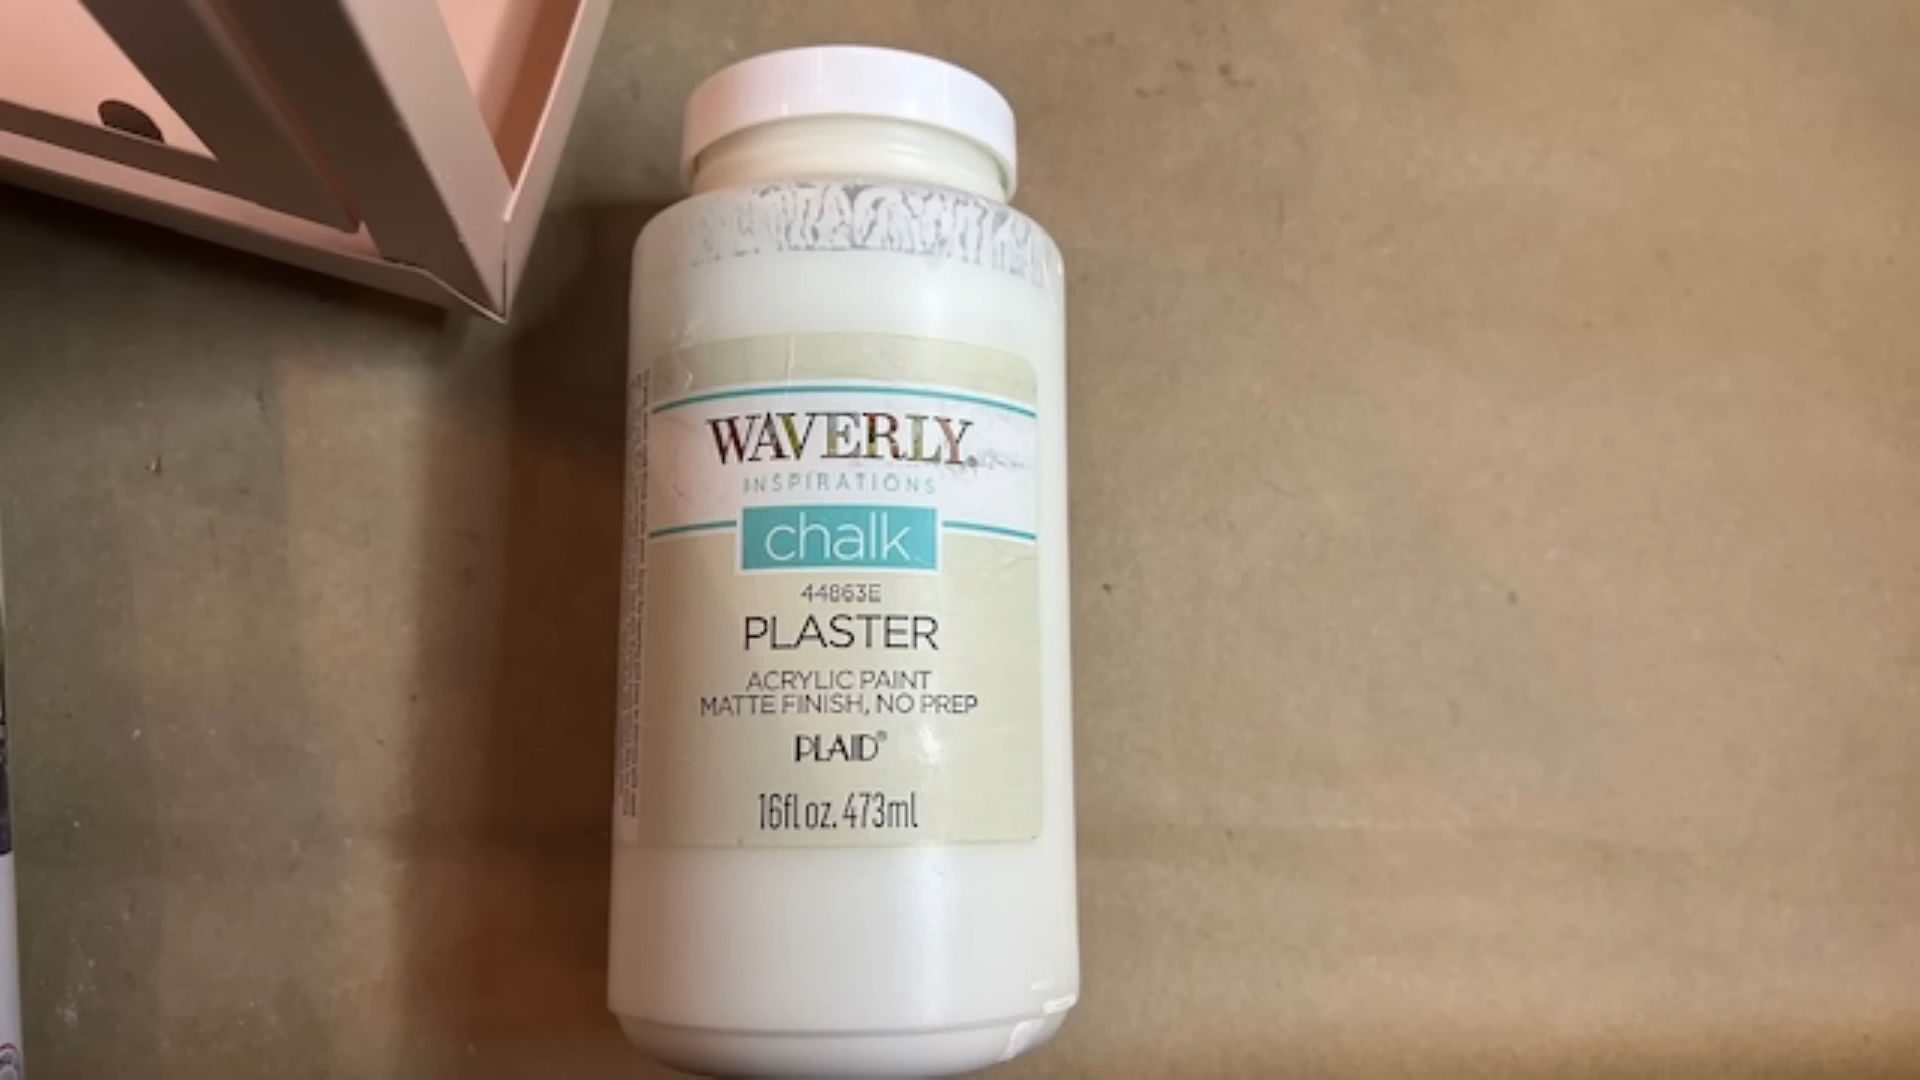 WAVERLY®
INSPIRATIONS
chalk
44863E
PLASTER
ACRYLIC PAINT
MATTE FINISH, NO PREP
PLAID®
16fl oz. 473ml